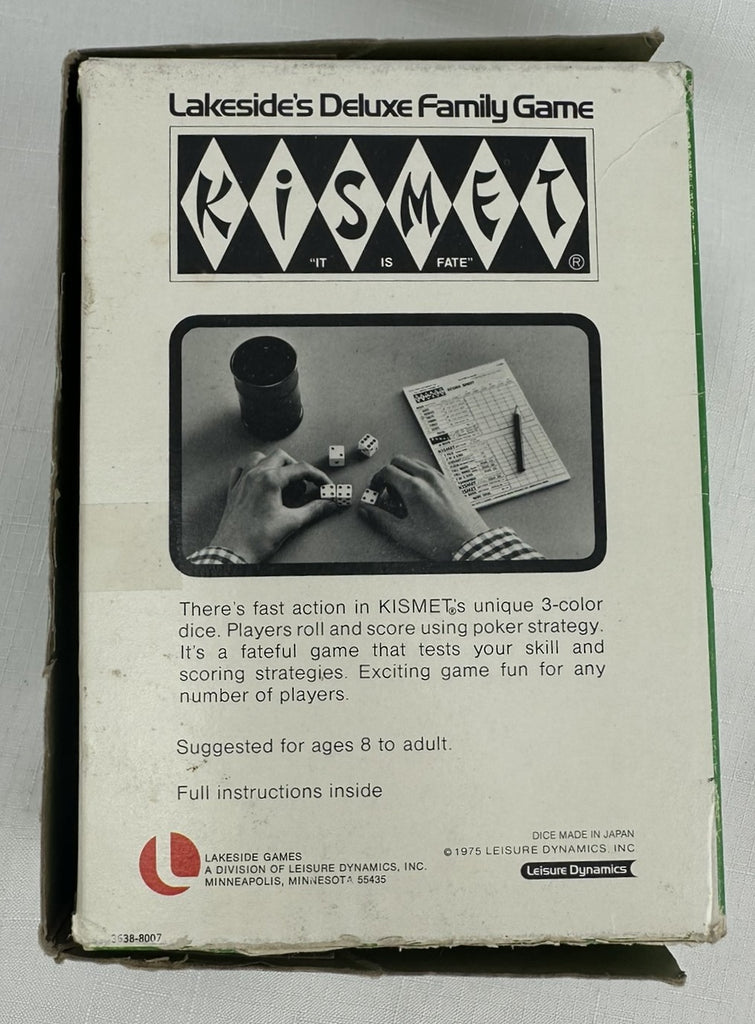 Lakeside's Deluxe Family Game
KISMET
"IT IS FATE" ®
There's fast action in KISMET®'s unique 3-color
dice. Players roll and score using poker strategy.
It's a fateful game that tests your skill and
scoring strategies. Exciting game fun for any
number of players.
Suggested for ages 8 to adult.
Full instructions inside
DICE MADE IN JAPAN
© 1975 LEISURE DYNAMICS, INC
Leisure Dynamics
L
LAKESIDE GAMES
A DIVISION OF LEISURE DYNAMICS, INC.
MINNEAPOLIS, MINNESOTA 55435
3638-8007